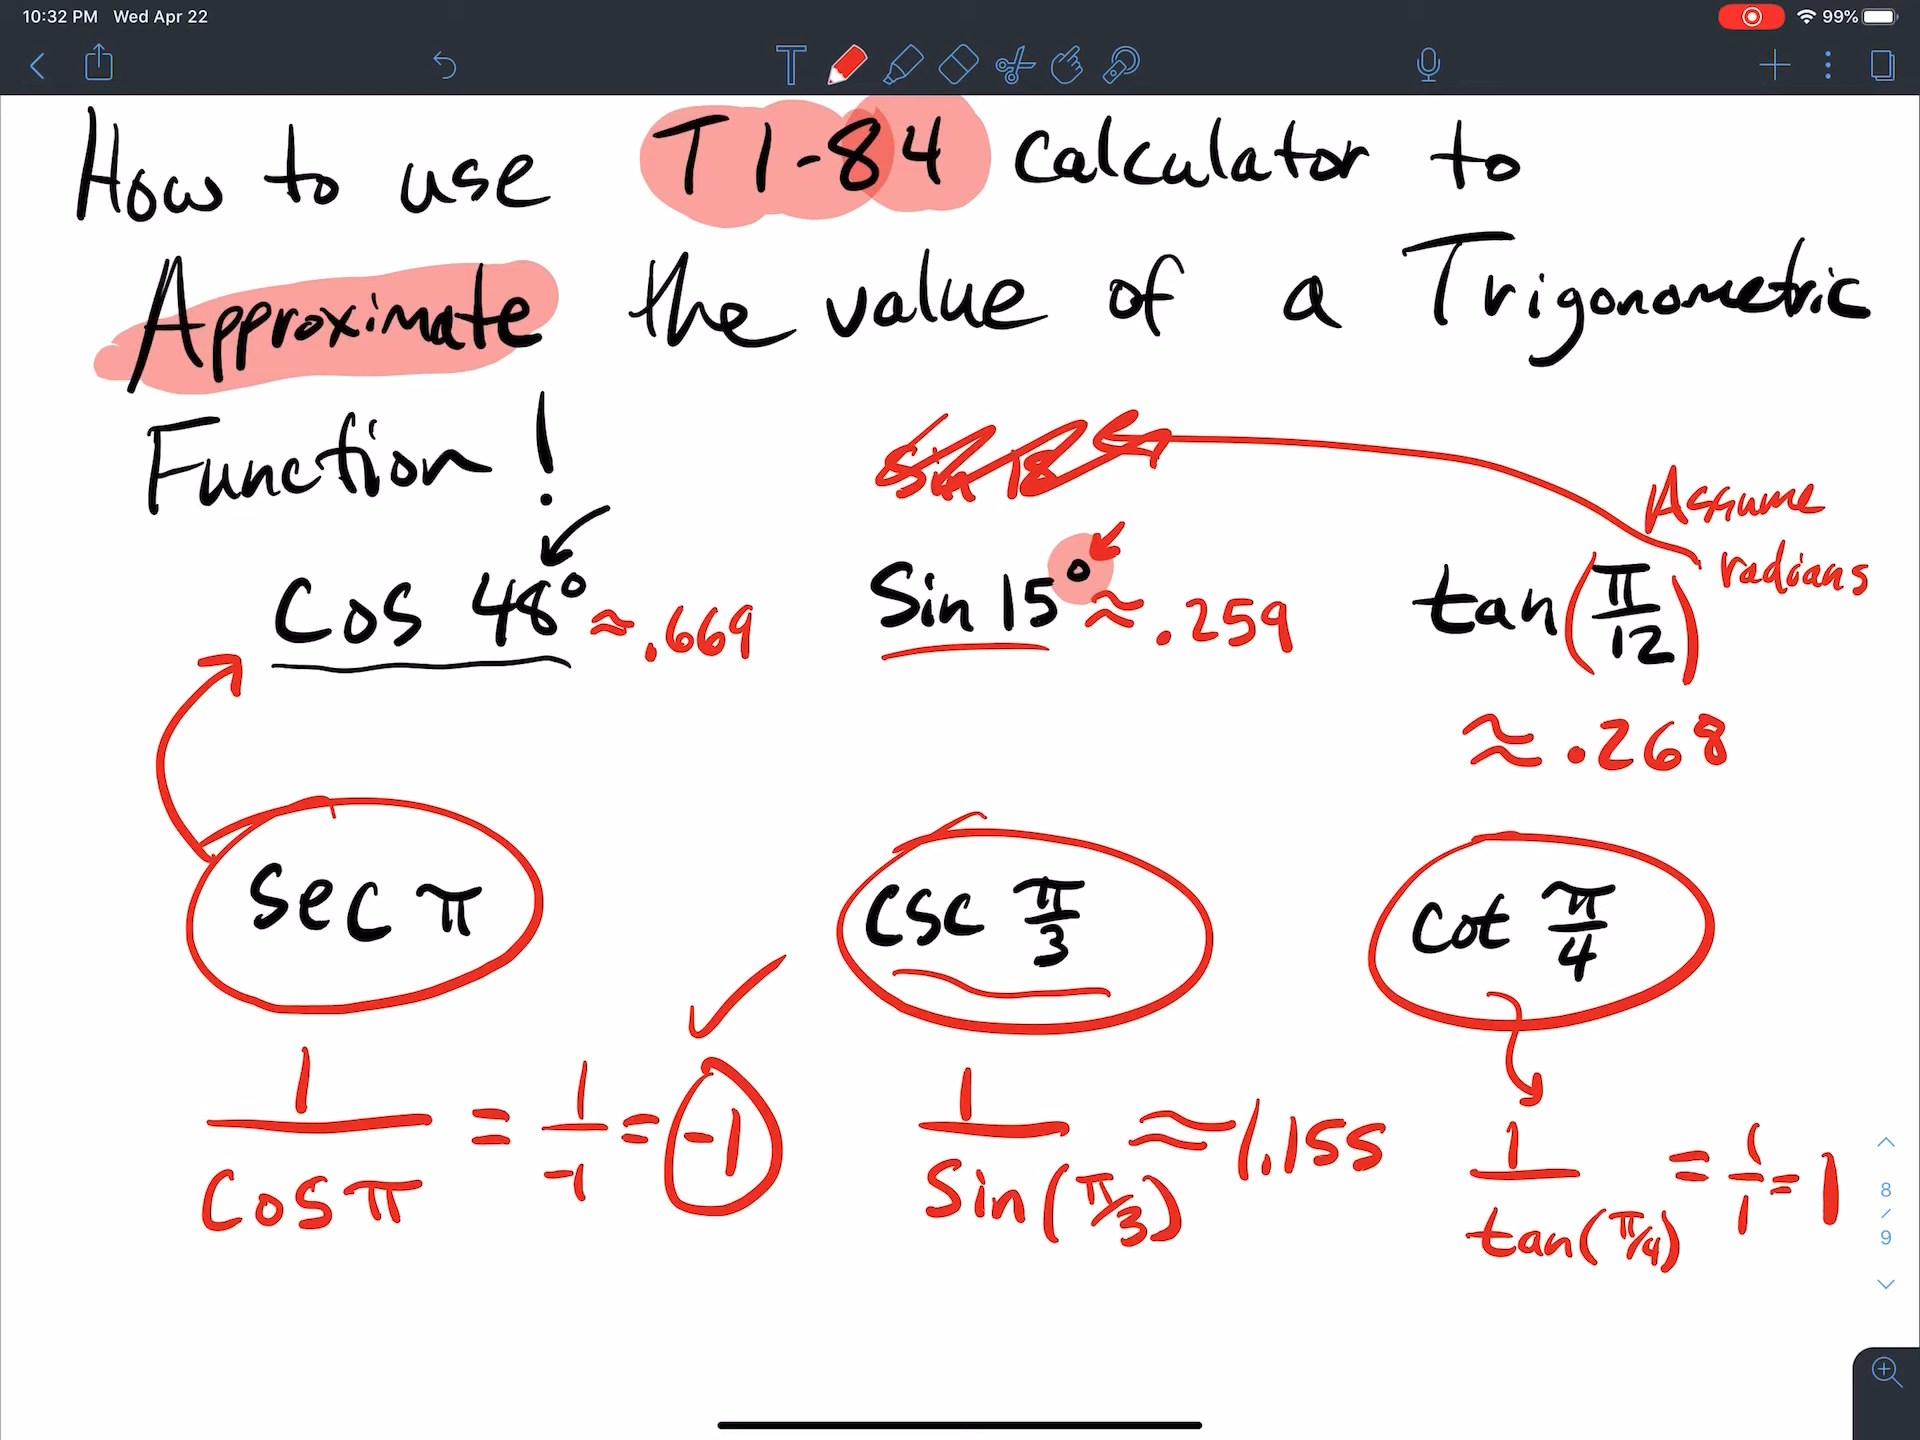 10:32 PM Wed Apr 22
99%
How to use TI-84 calculator to
Approximate the value of a Trigonometric
Function!
Sin 18
Assume
radians
Cos 48° ≈ .669
Sin 15° ≈ .259
tan(π/12)
≈ .268
sec π
csc π/3
cot π/4
1/cos π = 1/-1 = -1
1/Sin(π/3) ≈ 1.155
1/tan(π/4) = 1/1 = 1
8
/
9